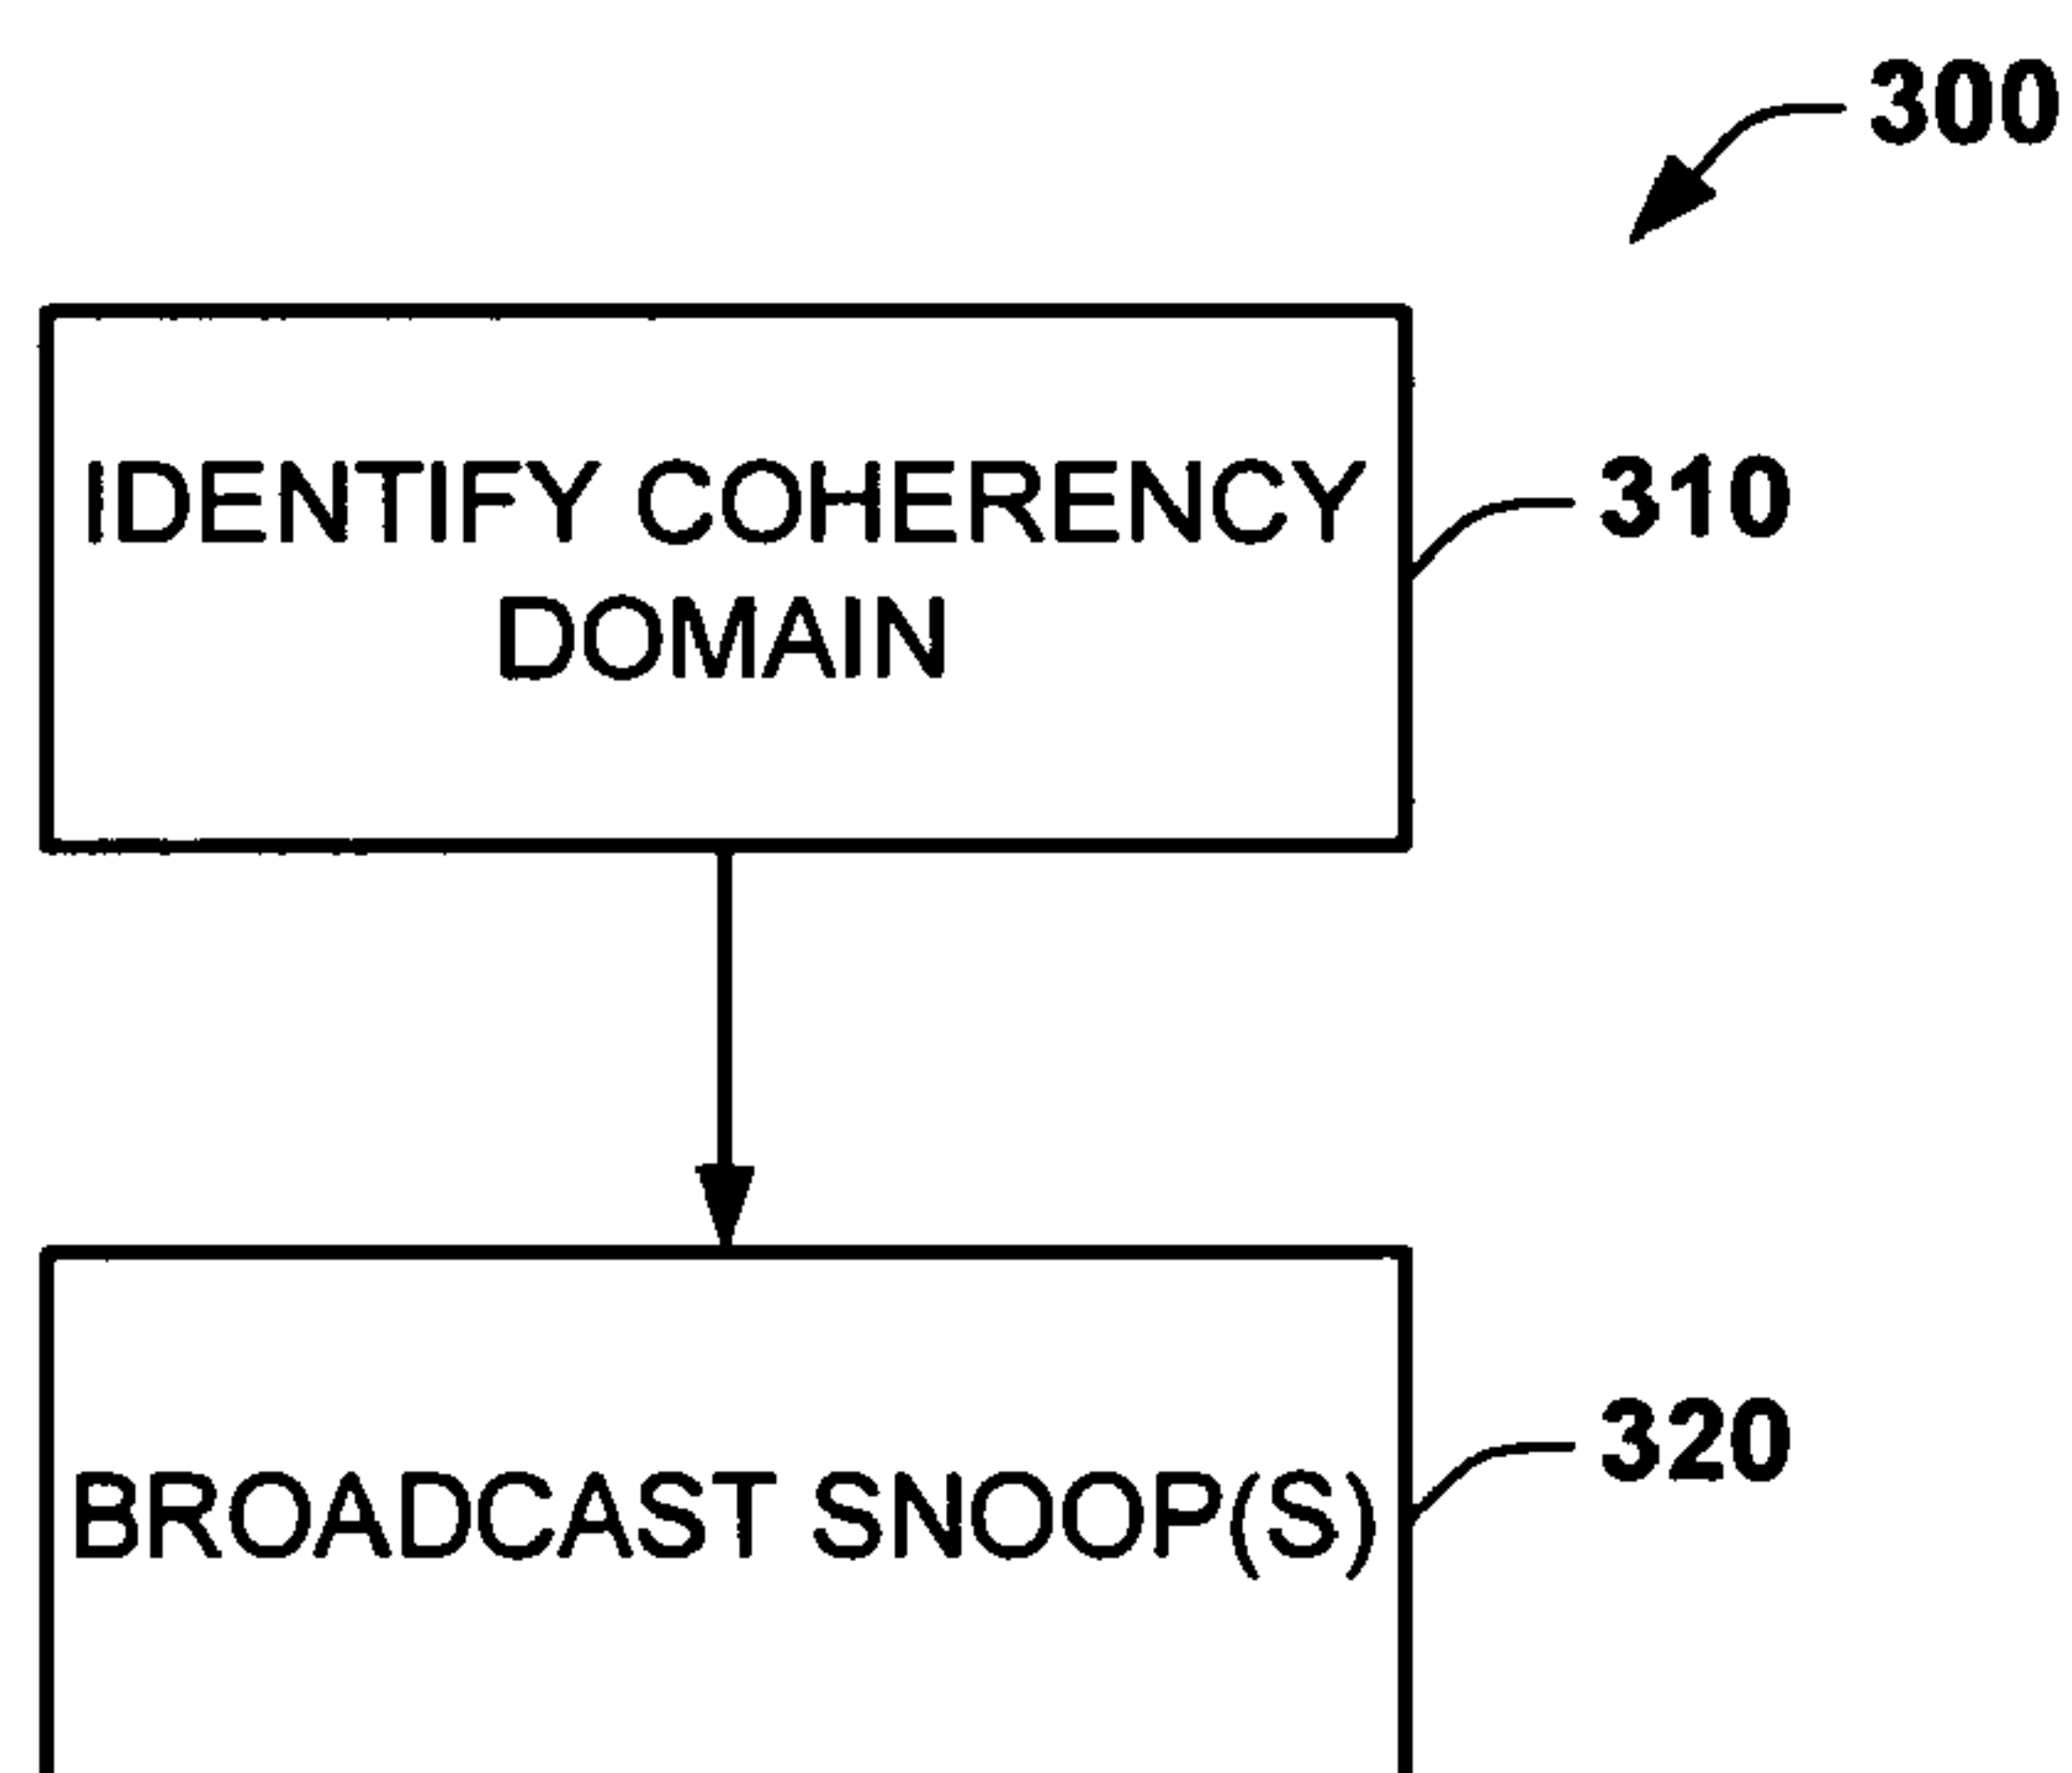 300
IDENTIFY COHERENCY
DOMAIN
310
BROADCAST SNOOP(S)
320